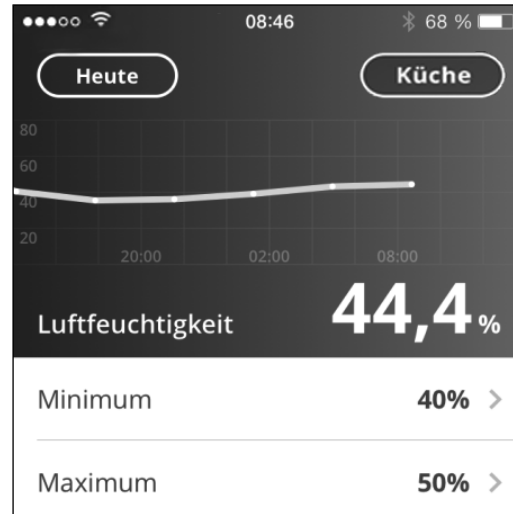 08:46 68 %
Heute Küche
80
60
40
20
20:00 02:00 08:00
Luftfeuchtigkeit 44,4%
Minimum 40%
Maximum 50%